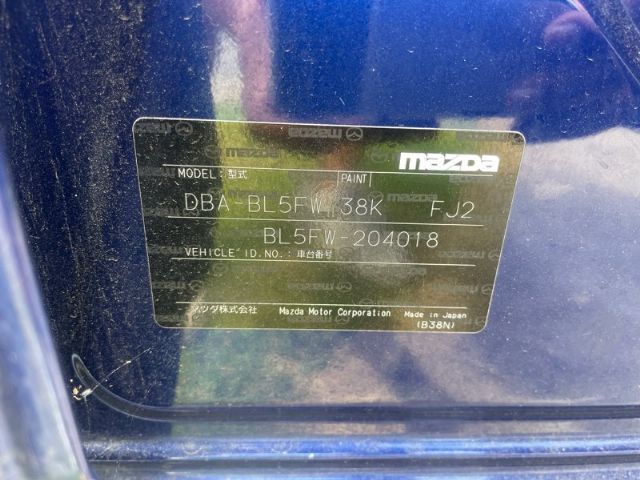 mazda
MODEL:型式 PAINT
DBA-BL5FW 38K FJ2
BL5FW-204018
VEHICLE ID.NO.:車台番号
マツダ株式会社 Mazda Motor Corporation Made in Japan
(B38N)